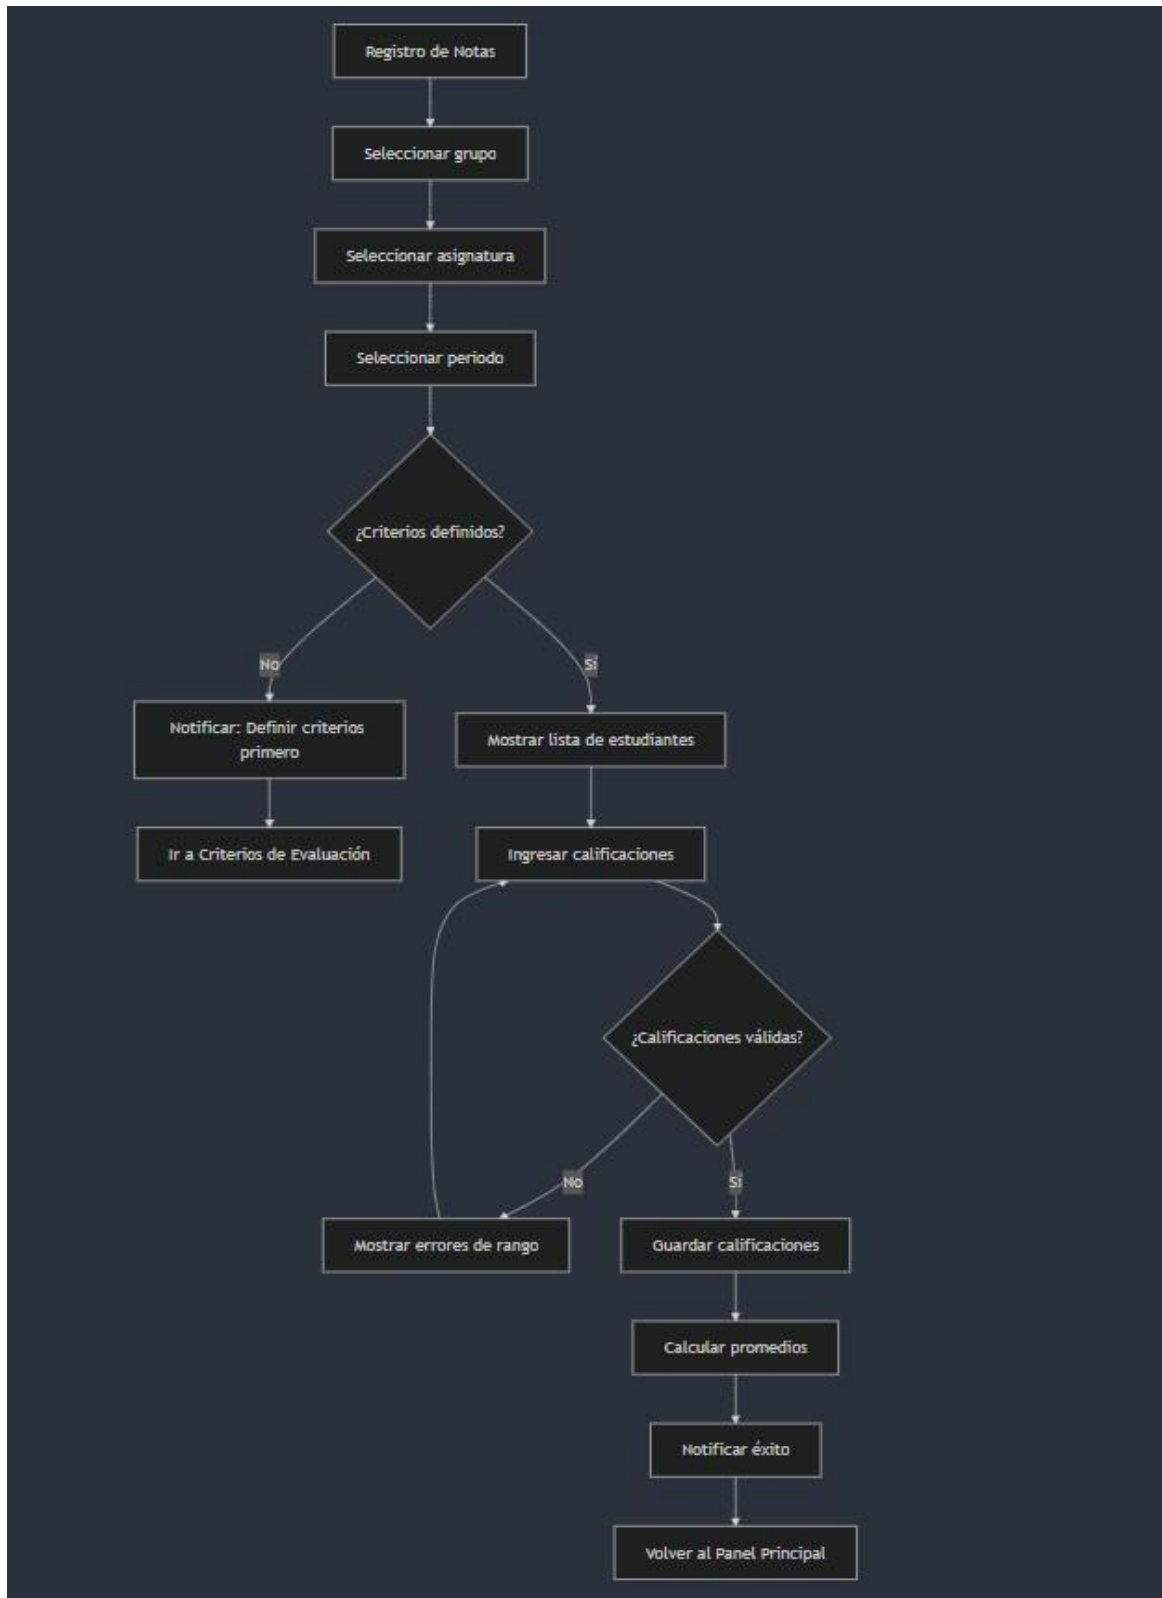 Registro de Notas
Seleccionar grupo
Seleccionar asignatura
Seleccionar periodo
¿Criterios definidos?
No
Sí
Notificar: Definir criterios
primero
Mostrar lista de estudiantes
Ir a Criterios de Evaluación
Ingresar calificaciones
¿Calificaciones válidas?
No
Sí
Mostrar errores de rango
Guardar calificaciones
Calcular promedios
Notificar éxito
Volver al Panel Principal